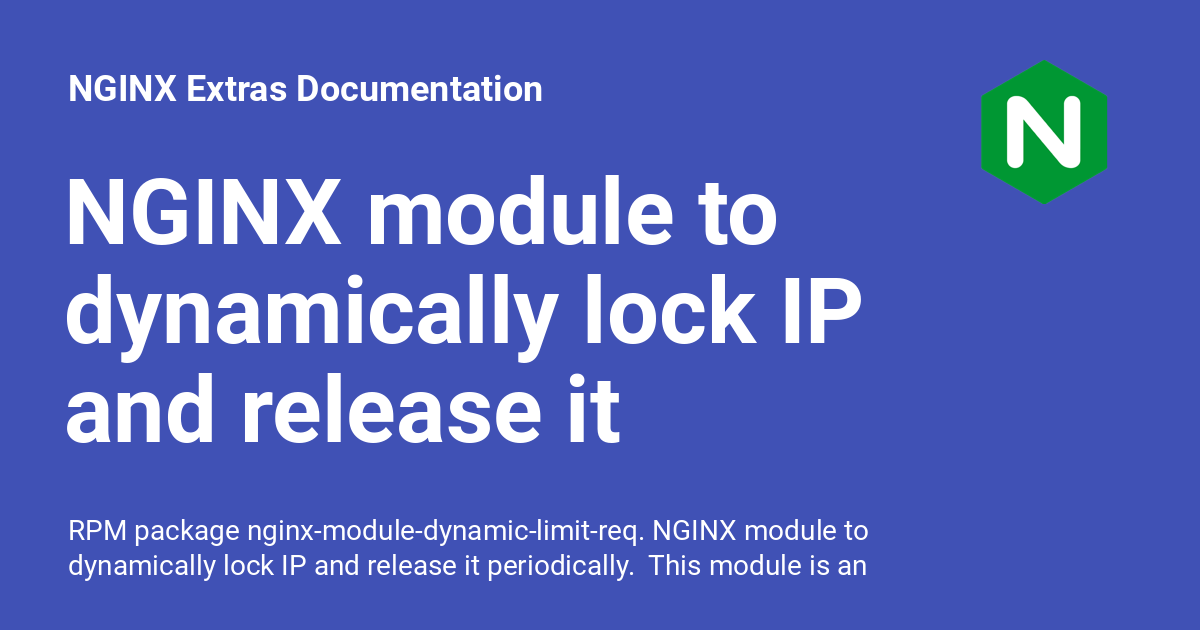 NGINX Extras Documentation
N
NGINX module to
dynamically lock IP
and release it
RPM package nginx-module-dynamic-limit-req. NGINX module to
dynamically lock IP and release it periodically.  This module is an